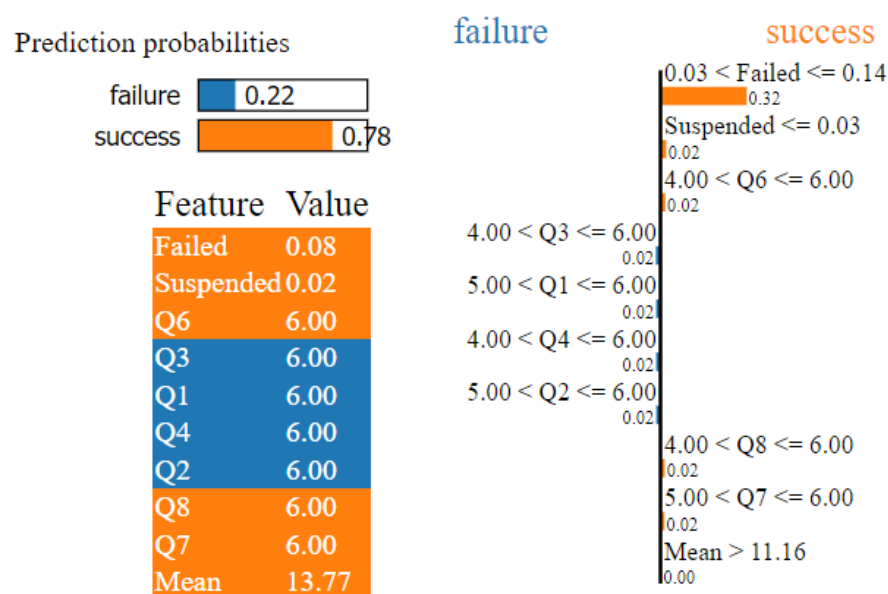 Prediction probabilities
failure 0.22
success 0.78
Feature Value
Failed 0.08
Suspended 0.02
Q6 6.00
Q3 6.00
Q1 6.00
Q4 6.00
Q2 6.00
Q8 6.00
Q7 6.00
Mean 13.77
failure success
0.03 < Failed <= 0.14
0.32
Suspended <= 0.03
0.02
4.00 < Q6 <= 6.00
0.02
4.00 < Q3 <= 6.00
0.02
5.00 < Q1 <= 6.00
0.02
4.00 < Q4 <= 6.00
0.02
5.00 < Q2 <= 6.00
0.02
4.00 < Q8 <= 6.00
0.02
5.00 < Q7 <= 6.00
0.02
Mean > 11.16
0.00